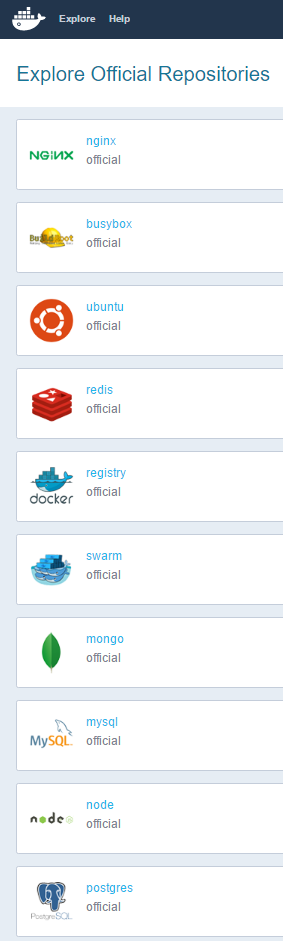 Explore Help
Explore Official Repositories
NGINX
nginx
official
BuildRoot
busybox
official
ubuntu
official
redis
official
docker
registry
official
swarm
official
mongo
official
MySQL
mysql
official
node
node
official
PostgreSQL
postgres
official